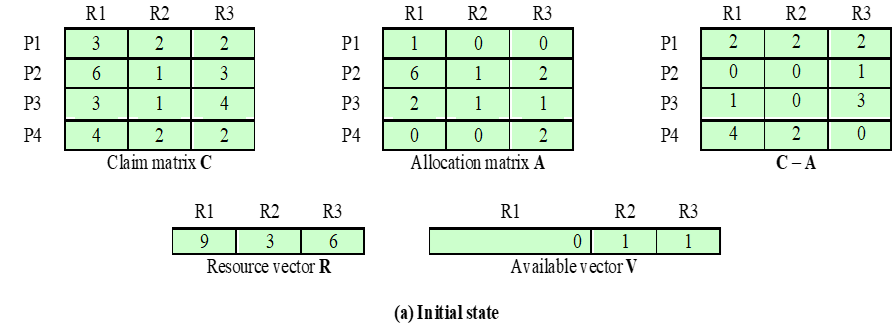 R1 R2 R3 R1 R2 R3 R1 R2 R3
P1 3 2 2 P1 1 0 0 P1 2 2 2
P2 6 1 3 P2 6 1 2 P2 0 0 1
P3 3 1 4 P3 2 1 1 P3 1 0 3
P4 4 2 2 P4 0 0 2 P4 4 2 0
Claim matrix C Allocation matrix A C – A
R1 R2 R3 R1 R2 R3
9 3 6 0 1 1
Resource vector R Available vector V
(a) Initial state